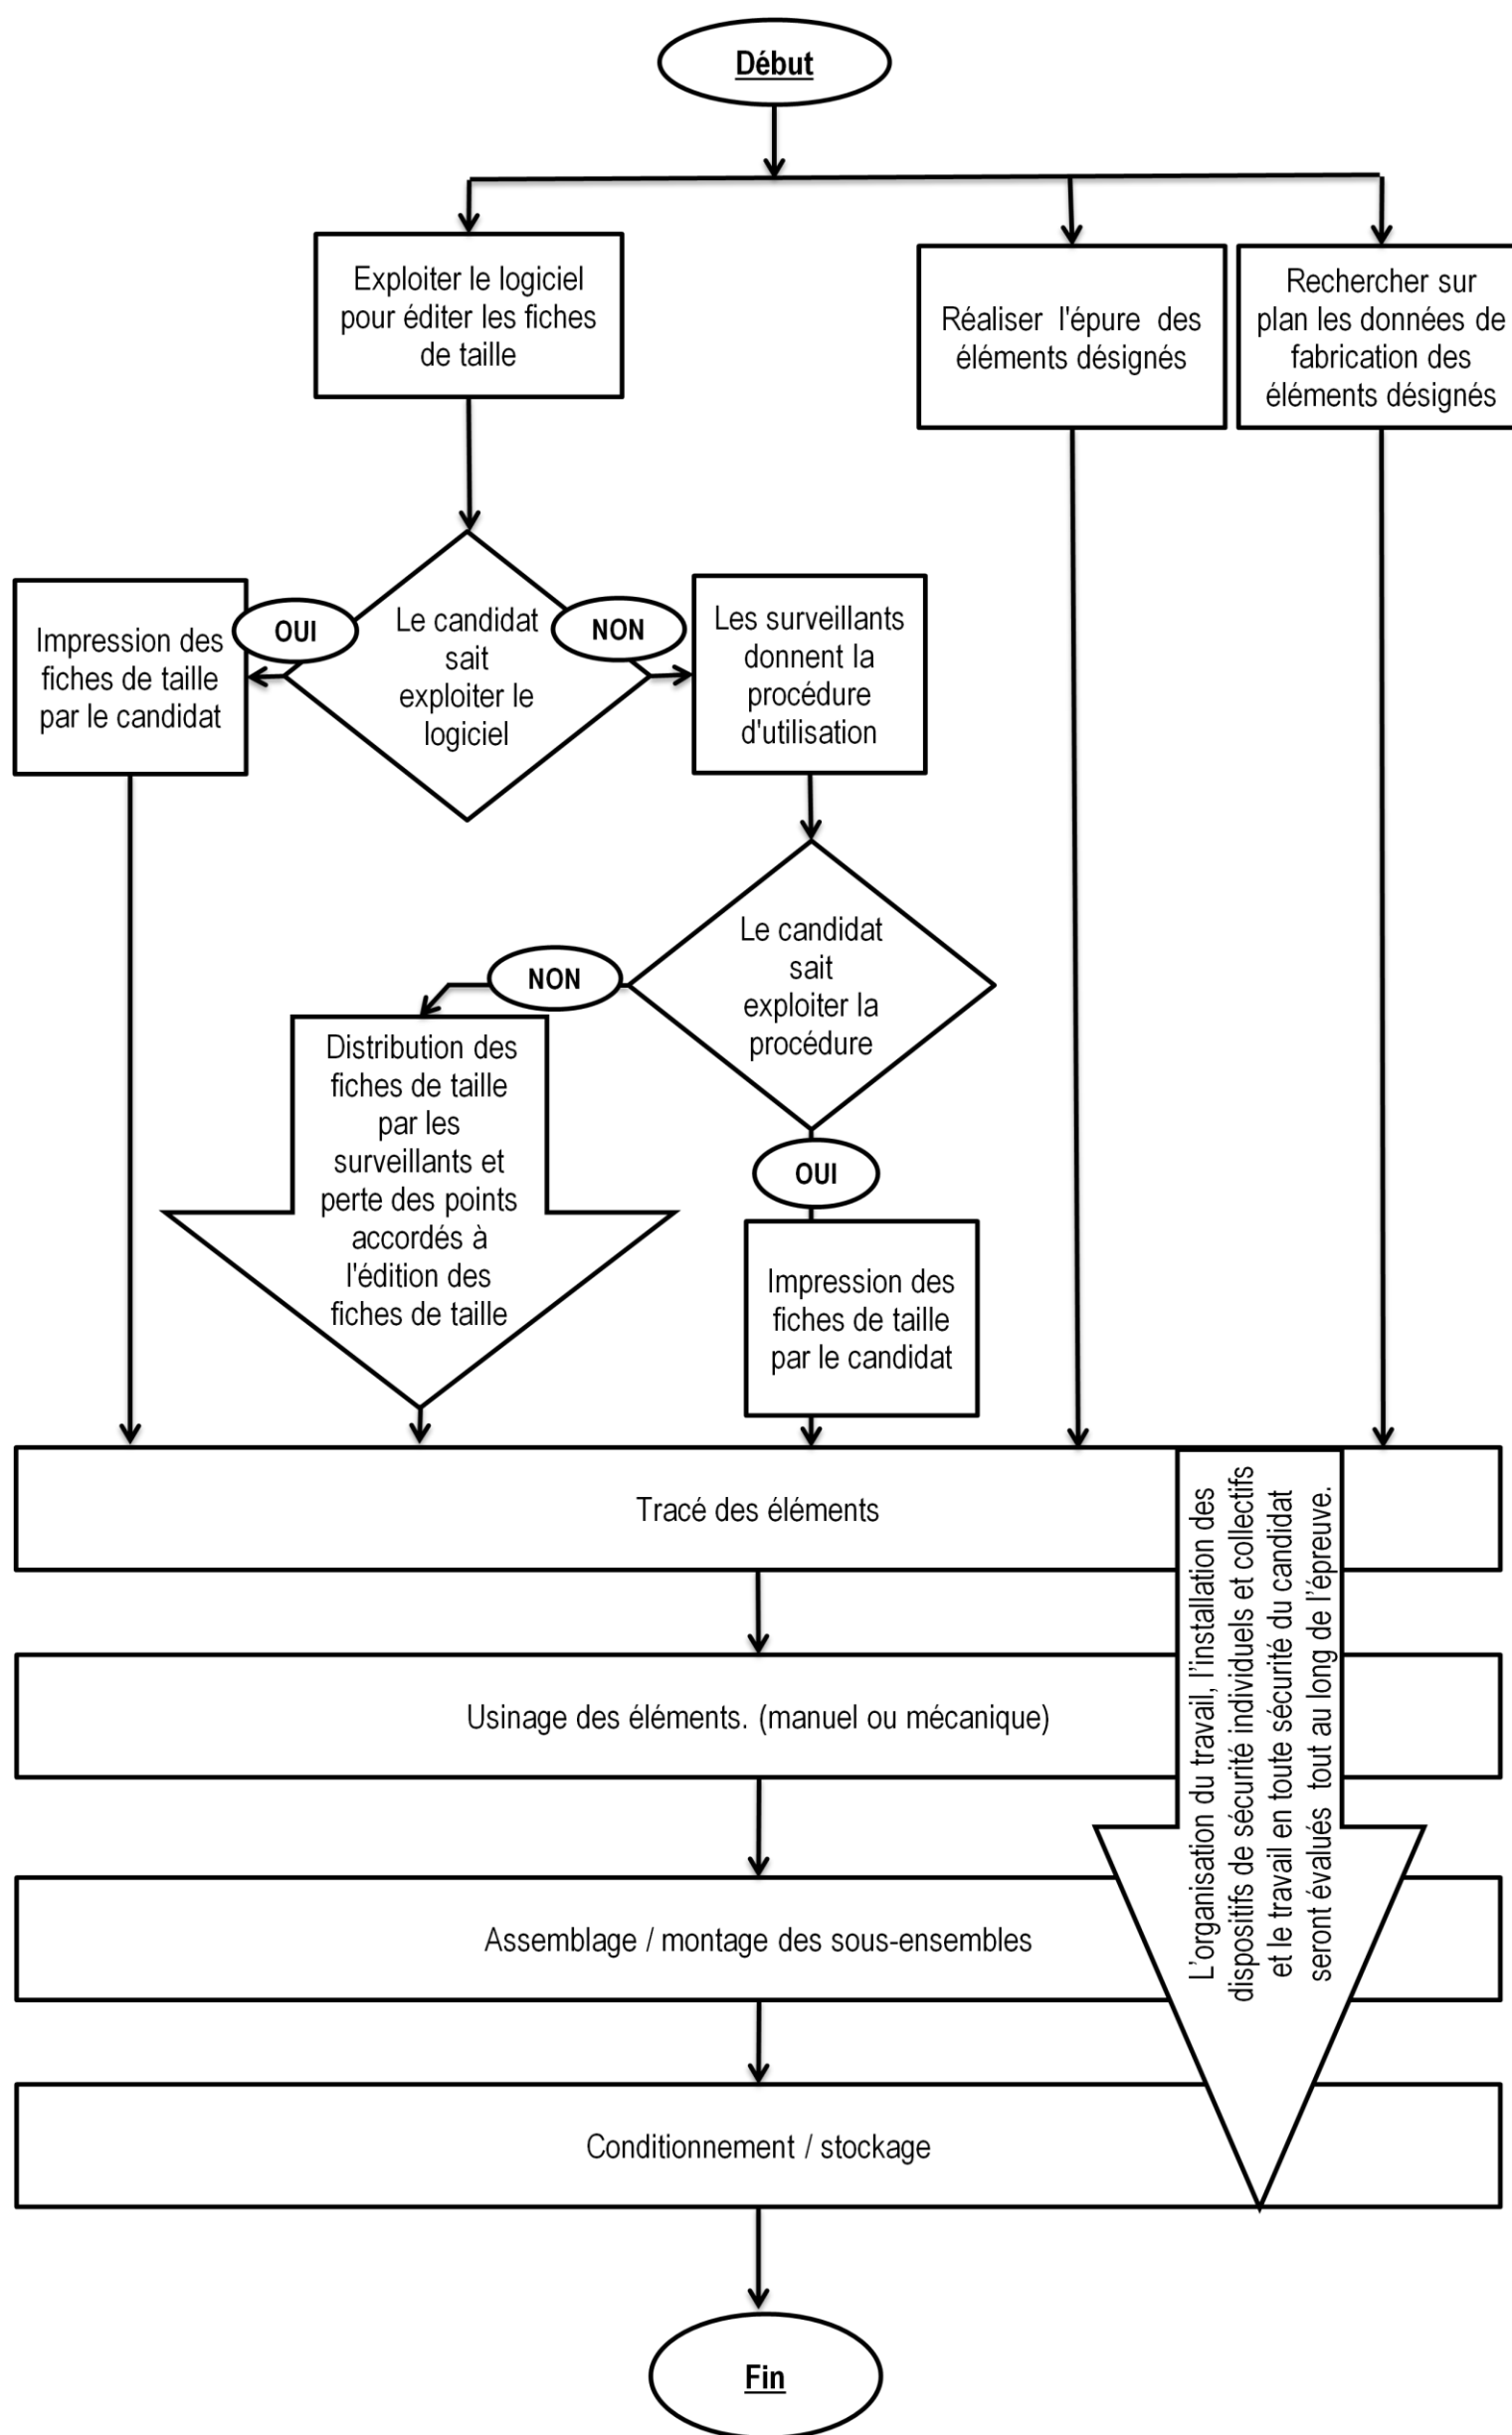 Début
Exploiter le logiciel
pour éditer les fiches
de taille
Réaliser l'épure des
éléments désignés
Rechercher sur
plan les données de
fabrication des
éléments désignés
Impression des
fiches de taille
par le candidat
OUI
Le candidat
sait
exploiter le
logiciel
NON
Les surveillants
donnent la
procédure
d'utilisation
Le candidat
sait
exploiter la
procédure
NON
Distribution des
fiches de taille
par les
surveillants et
perte des points
accordés à
l'édition des
fiches de taille
OUI
Impression des
fiches de taille
par le candidat
Tracé des éléments
L'organisation du travail, l'installation des
dispositifs de sécurité individuels et collectifs
et le travail en toute sécurité du candidat
seront évalués tout au long de l'épreuve.
Usinage des éléments. (manuel ou mécanique)
Assemblage / montage des sous-ensembles
Conditionnement / stockage
Fin